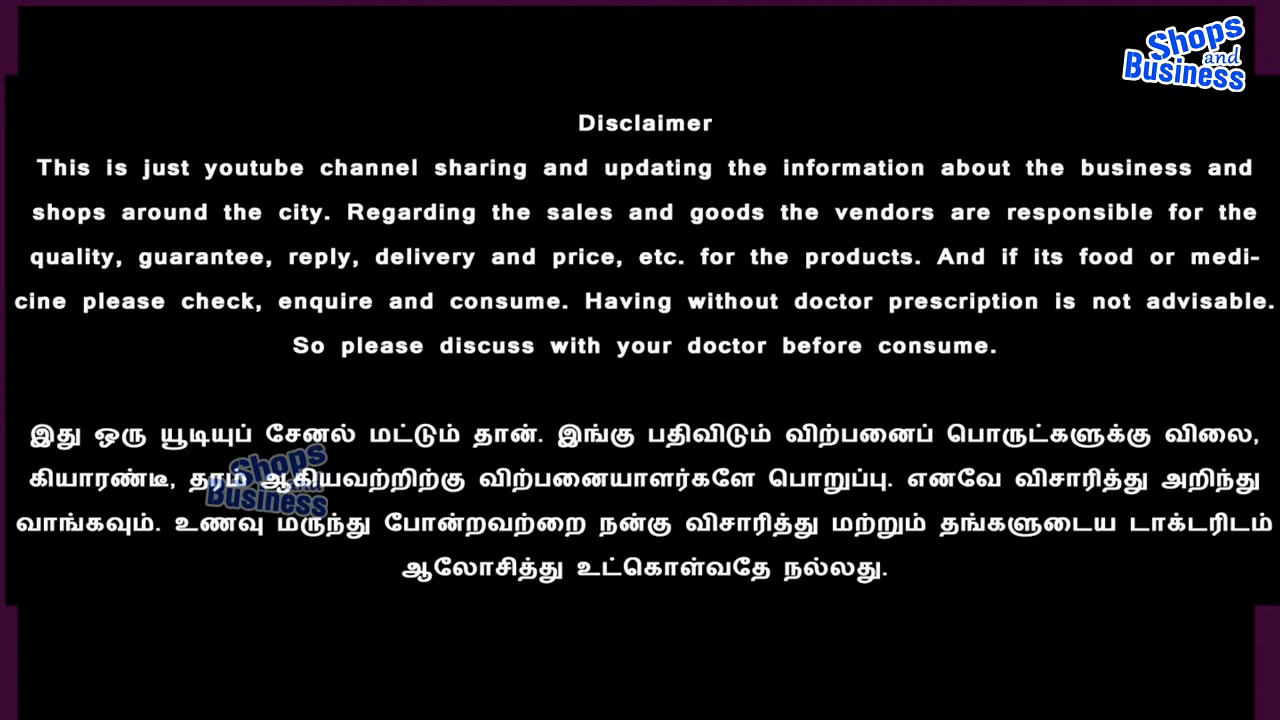 Shops
and
Business
Disclaimer
This is just youtube channel sharing and updating the information about the business and
shops around the city. Regarding the sales and goods the vendors are responsible for the
quality, guarantee, reply, delivery and price, etc. for the products. And if its food or medi-
cine please check, enquire and consume. Having without doctor prescription is not advisable.
So please discuss with your doctor before consume.
இது ஒரு யூடியுப் சேனல் மட்டும் தான். இங்கு பதிவிடும் விற்பனைப் பொருட்களுக்கு விலை,
கியாரண்டீ, தரம் ஆகியவற்றிற்கு விற்பனையாளர்களே பொறுப்பு. எனவே விசாரித்து அறிந்து
வாங்கவும். உணவு மருந்து போன்றவற்றை நன்கு விசாரித்து மற்றும் தங்களுடைய டாக்டரிடம்
ஆலோசித்து உட்கொள்வதே நல்லது.
Shops
and
Business